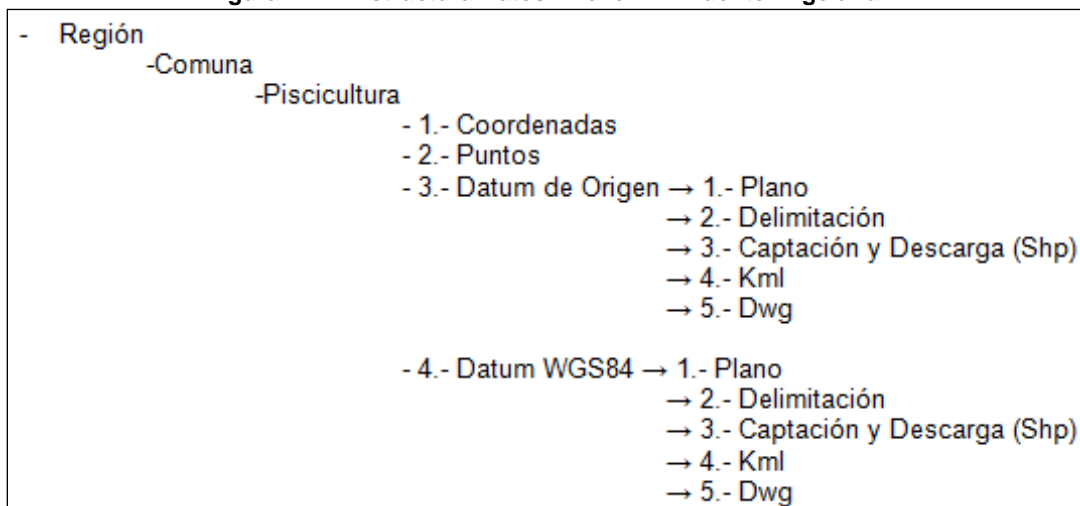 - Región
-Comuna
-Piscicultura
- 1.- Coordenadas
- 2.- Puntos
- 3.- Datum de Origen → 1.- Plano
→ 2.- Delimitación
→ 3.- Captación y Descarga (Shp)
→ 4.- Kml
→ 5.- Dwg
- 4.- Datum WGS84 → 1.- Plano
→ 2.- Delimitación
→ 3.- Captación y Descarga (Shp)
→ 4.- Kml
→ 5.- Dwg